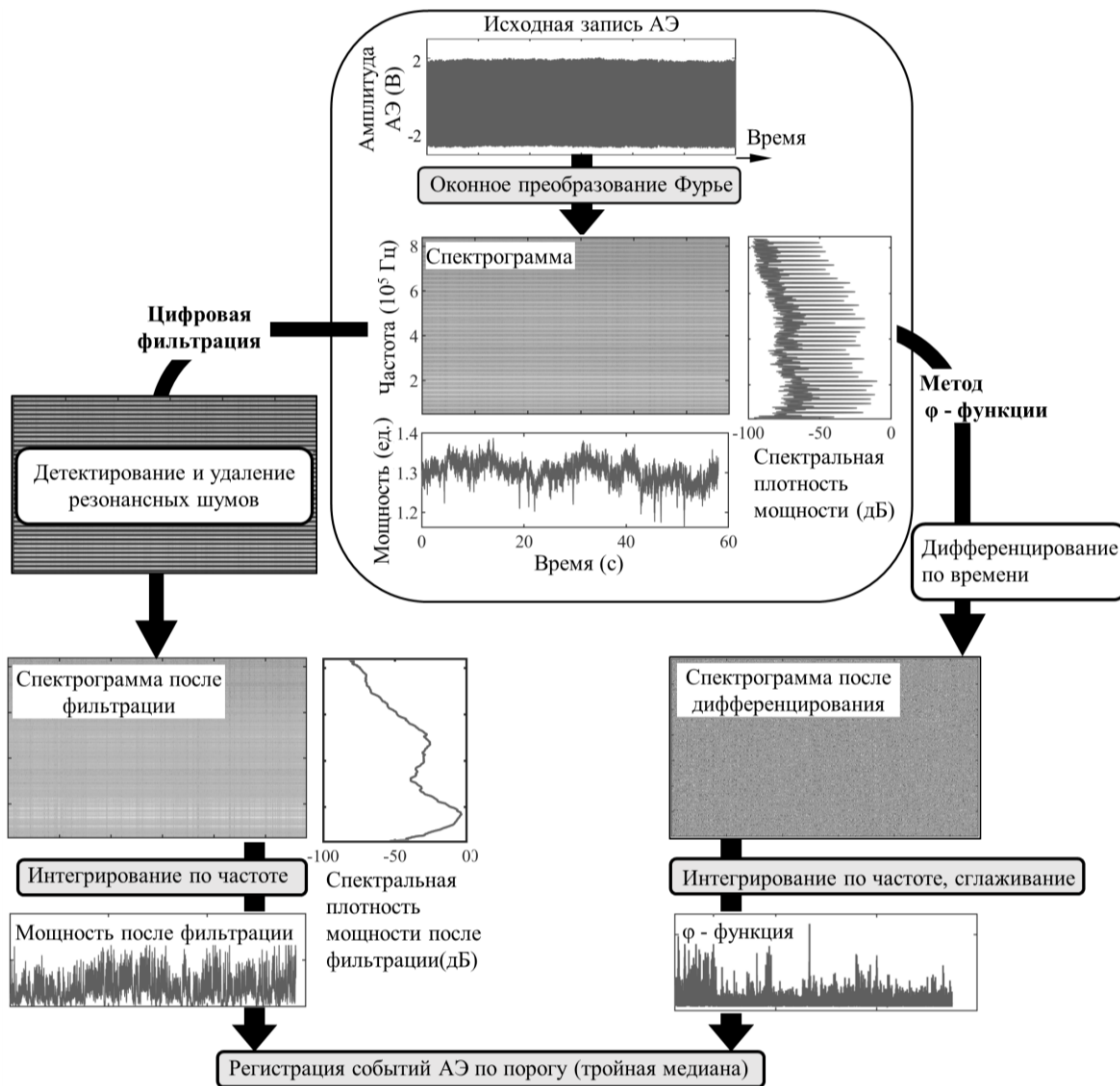 Исходная запись АЭ
Амплитуда
АЭ (В)
2
-2
Время
Оконное преобразование Фурье
Частота (10⁵ Гц)
8
6
4
2
Спектрограмма
-100
-50
0
Спектральная
плотность
мощности (дБ)
Мощность (ед.)
1.4
1.3
1.2
0
20
40
60
Время (с)
Цифровая
фильтрация
Метод
φ - функции
Детектирование и удаление
резонансных шумов
Дифференцирование
по времени
Спектрограмма после
фильтрации
-100
-50
00
Спектральная
плотность
мощности после
фильтрации(дБ)
Спектрограмма после
дифференцирования
Интегрирование по частоте
Интегрирование по частоте, сглаживание
Мощность после фильтрации
φ - функция
Регистрация событий АЭ по порогу (тройная медиана)